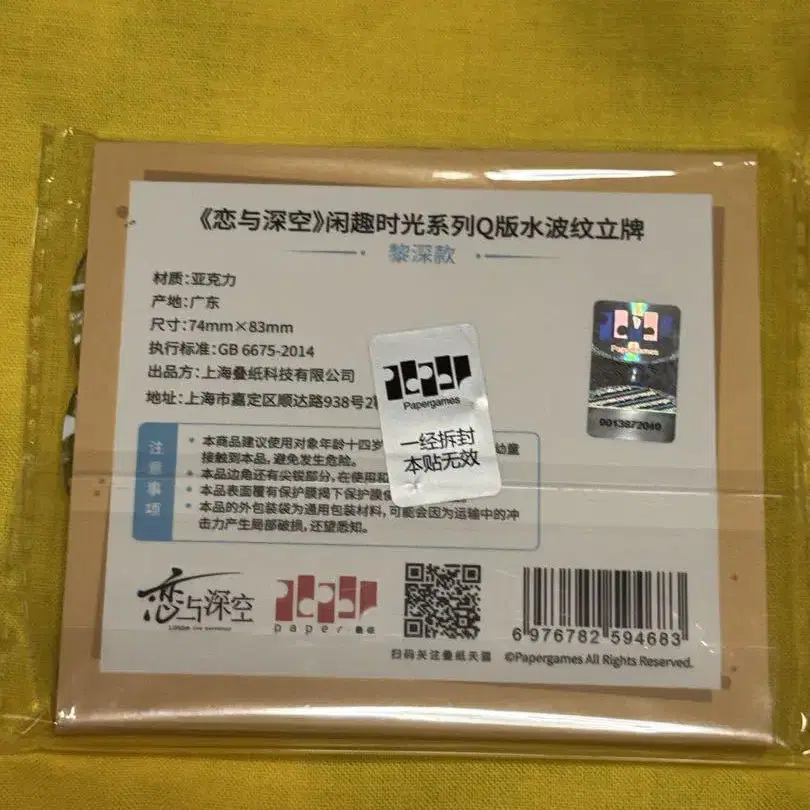 《恋与深空》闲趣时光系列Q版水波纹立牌
黎深款
材质:亚克力
产地:广东
尺寸:74mm×83mm
执行标准:GB 6675-2014
出品方:上海叠纸科技有限公司
地址:上海市嘉定区顺达路938号2
Papergames
0013872040
Papergames
一经拆封
本贴无效
注意事项
本商品建议使用对象年龄十四岁
幼童
接触到本品,避免发生危险。
本品边角还有尖锐部分,在使用和
本品表面覆有保护膜揭下保护膜
本品的外包装袋为通用包装材料,可能会因为运输中的冲
击力产生局部破损,还望悉知。
恋与深空
paper 叠纸
扫码关注叠纸天猫
6 976782 594683
©Papergames All Rights Reserved.